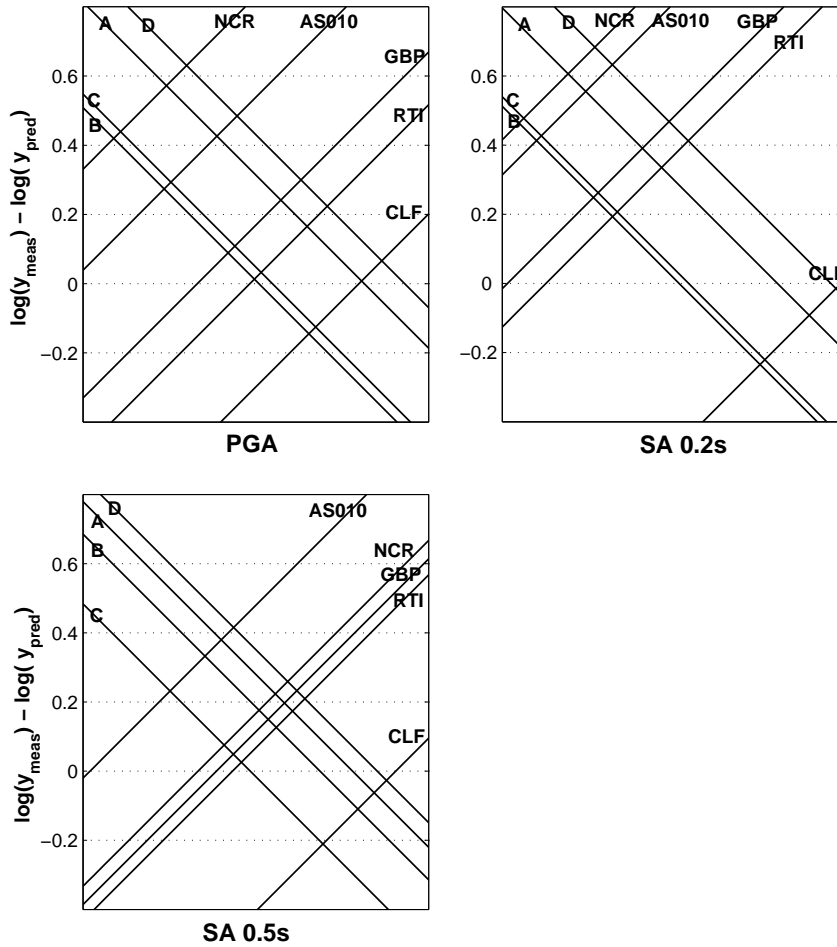 A
D
NCR
AS010
GBP
C
B
RTI
CLF
0.6
0.4
0.2
0
−0.2
log(y_meas) − log( y_pred)
PGA
A
D
NCR
AS010
GBP
RTI
C
B
CLF
0.6
0.4
0.2
0
−0.2
SA 0.2s
D
A
B
C
AS010
NCR
GBP
RTI
CLF
0.6
0.4
0.2
0
−0.2
log(y_meas) − log( y_pred)
SA 0.5s